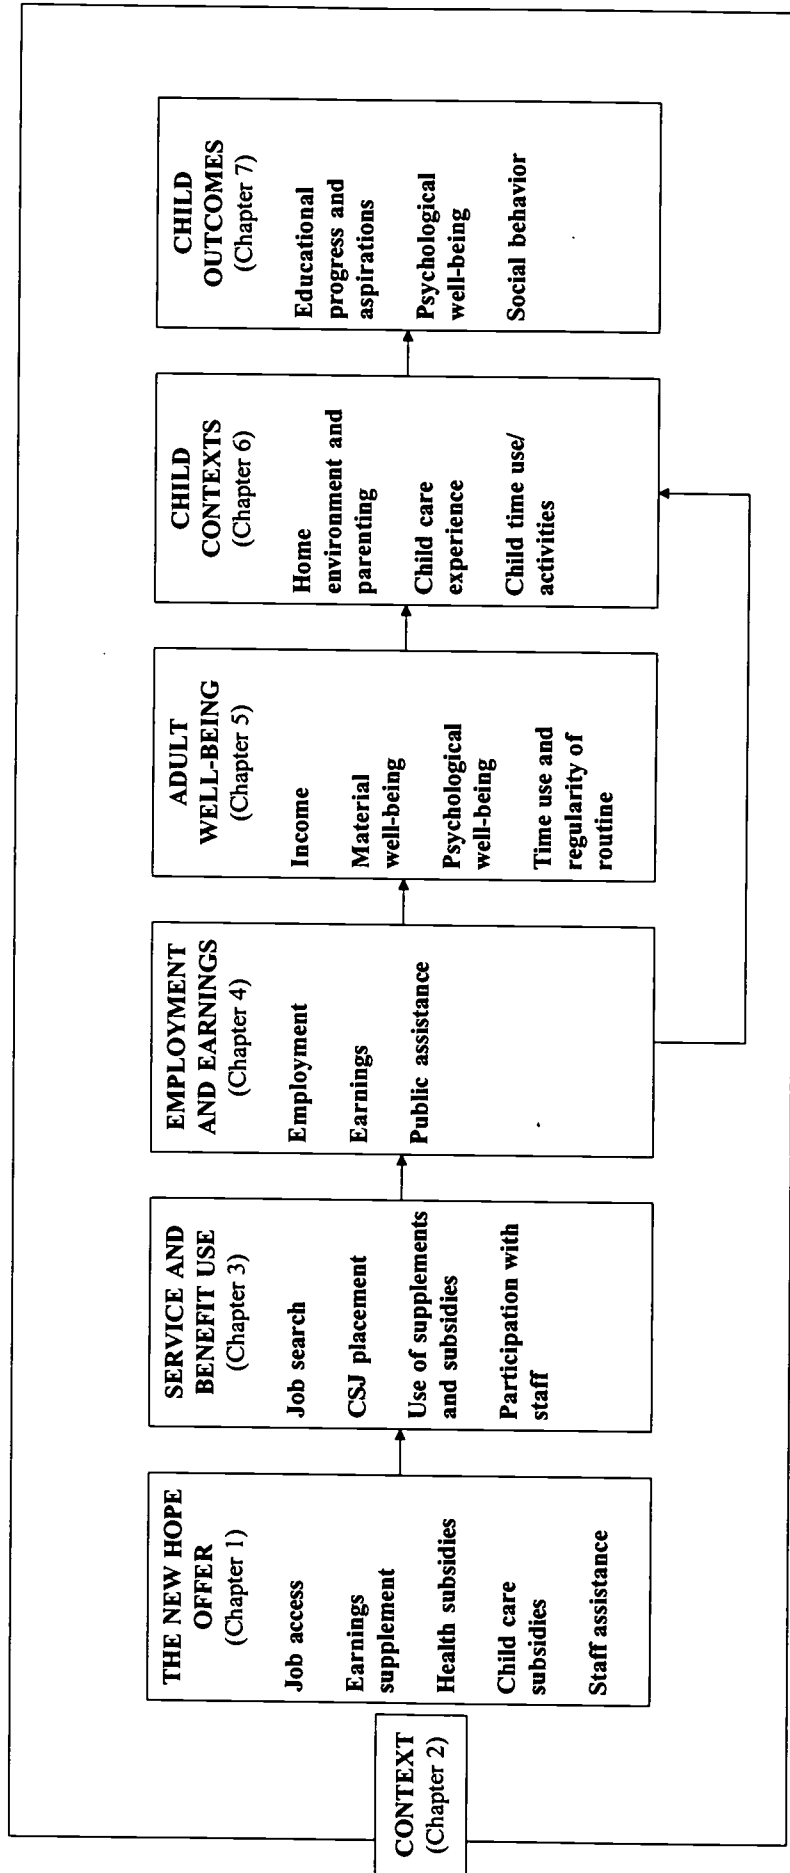 CONTEXT
(Chapter 2)
THE NEW HOPE
OFFER
(Chapter 1)
Job access
Earnings
supplement
Health subsidies
Child care
subsidies
Staff assistance
SERVICE AND
BENEFIT USE
(Chapter 3)
Job search
CSJ placement
Use of supplements
and subsidies
Participation with
staff
EMPLOYMENT
AND EARNINGS
(Chapter 4)
Employment
Earnings
Public assistance
ADULT
WELL-BEING
(Chapter 5)
Income
Material
well-being
Psychological
well-being
Time use and
regularity of
routine
CHILD
CONTEXTS
(Chapter 6)
Home
environment and
parenting
Child care
experience
Child time use/
activities
CHILD
OUTCOMES
(Chapter 7)
Educational
progress and
aspirations
Psychological
well-being
Social behavior